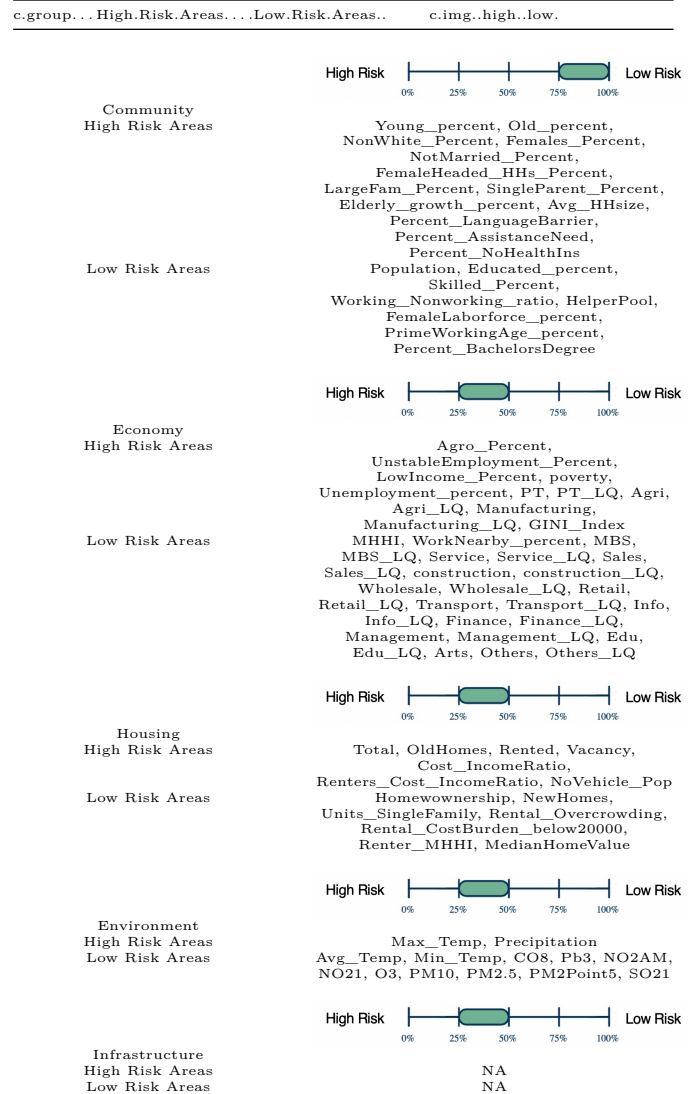 c.group...High.Risk.Areas....Low.Risk.Areas.. c.img..high..low.
High Risk Low Risk
0% 25% 50% 75% 100%
Community
High Risk Areas Young_percent, Old_percent,
NonWhite_Percent, Females_Percent,
NotMarried_Percent,
FemaleHeaded_HHs_Percent,
LargeFam_Percent, SingleParent_Percent,
Elderly_growth_percent, Avg_HHsize,
Percent_LanguageBarrier,
Percent_AssistanceNeed,
Percent_NoHealthIns
Low Risk Areas Population, Educated_percent,
Skilled_Percent,
Working_Nonworking_ratio, HelperPool,
FemaleLaborforce_percent,
PrimeWorkingAge_percent,
Percent_BachelorsDegree
High Risk Low Risk
0% 25% 50% 75% 100%
Economy
High Risk Areas Agro_Percent,
UnstableEmployment_Percent,
LowIncome_Percent, poverty,
Unemployment_percent, PT, PT_LQ, Agri,
Agri_LQ, Manufacturing,
Manufacturing_LQ, GINI_Index
Low Risk Areas MHHI, WorkNearby_percent, MBS,
MBS_LQ, Service, Service_LQ, Sales,
Sales_LQ, construction, construction_LQ,
Wholesale, Wholesale_LQ, Retail,
Retail_LQ, Transport, Transport_LQ, Info,
Info_LQ, Finance, Finance_LQ,
Management, Management_LQ, Edu,
Edu_LQ, Arts, Others, Others_LQ
High Risk Low Risk
0% 25% 50% 75% 100%
Housing
High Risk Areas Total, OldHomes, Rented, Vacancy,
Cost_IncomeRatio,
Renters_Cost_IncomeRatio, NoVehicle_Pop
Low Risk Areas Homewownership, NewHomes,
Units_SingleFamily, Rental_Overcrowding,
Rental_CostBurden_below20000,
Renter_MHHI, MedianHomeValue
High Risk Low Risk
0% 25% 50% 75% 100%
Environment
High Risk Areas Max_Temp, Precipitation
Low Risk Areas Avg_Temp, Min_Temp, CO8, Pb3, NO2AM,
NO21, O3, PM10, PM2.5, PM2Point5, SO21
High Risk Low Risk
0% 25% 50% 75% 100%
Infrastructure
High Risk Areas NA
Low Risk Areas NA